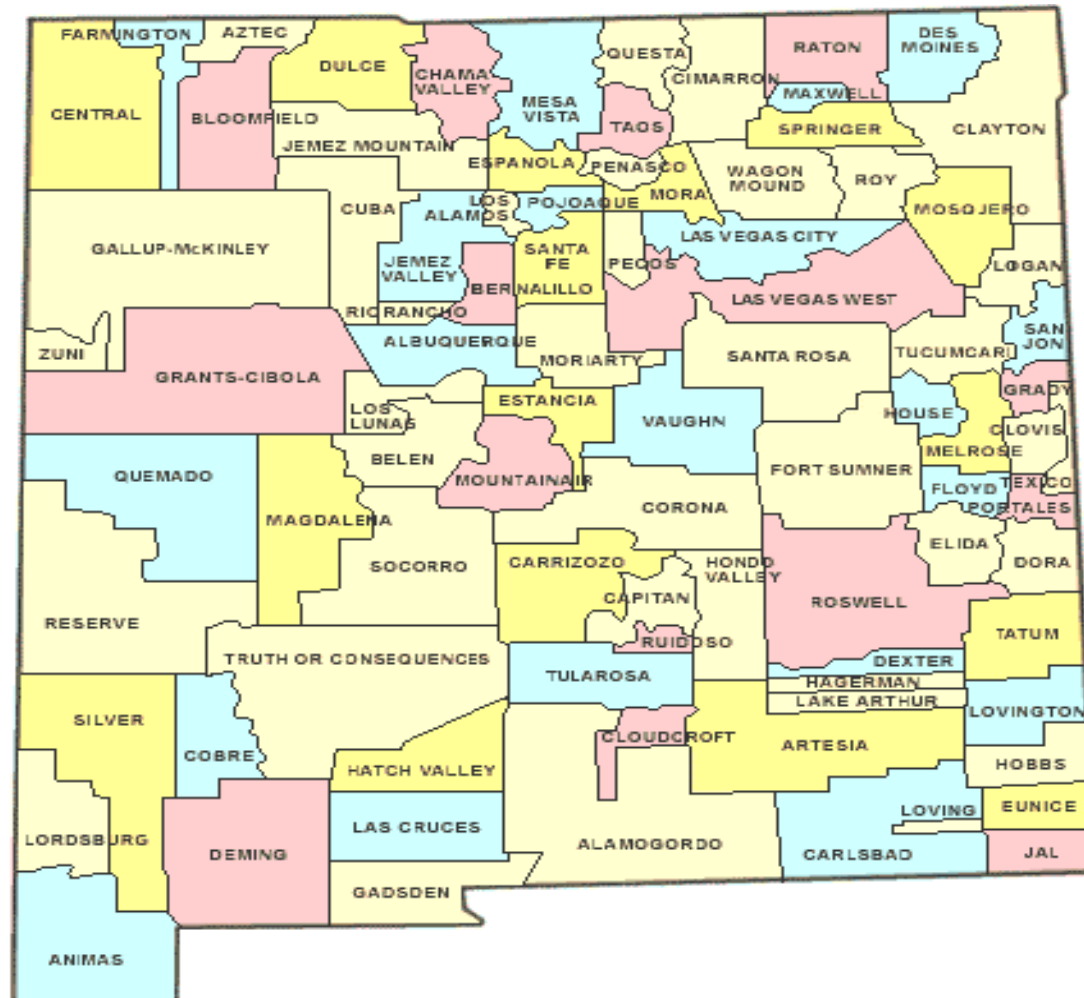 FARMINGTON
AZTEC
DULCE
CHAMA
VALLEY
MESA
VISTA
QUESTA
CIMARRON
RATON
DES
MOINES
CENTRAL
BLOOMFIELD
JEMEZ MOUNTAIN
ESPANOLA
TAOS
PENASCO
MAXWELL
SPRINGER
CLAYTON
WAGON
MOUND
ROY
MORA
MOSQJERO
GALLUP-McKINLEY
CUBA
LOS
ALAMOS
POJOAQUE
JEMEZ
VALLEY
SANTA
FE
BERNALILLO
PECOS
LAS VEGAS CITY
LAS VEGAS WEST
LOGAN
RIO RANCHO
ALBUQUERQUE
MORIARTY
SANTA ROSA
TUCUMCARI
SAN
JON
ZUNI
GRANTS-CIBOLA
LOS
LUNAS
ESTANCIA
VAUGHN
HOUSE
GRADY
CLOVIS
MELROSE
BELEN
QUEMADO
MOUNTAINAIR
FORT SUMNER
FLOYD
TEXICO
PORTALES
MAGDALENA
CORONA
ELIDA
DORA
SOCORRO
CARRIZOZO
HONDO
VALLEY
CAPITAN
ROSWELL
RESERVE
RUIDOSO
TATUM
TRUTH OR CONSEQUENCES
TULAROSA
DEXTER
HAGERMAN
LAKE ARTHUR
LOVINGTON
SILVER
COBRE
CLOUDCROFT
ARTESIA
HATCH VALLEY
HOBBS
LORDSBURG
DEMING
LAS CRUCES
ALAMOGORDO
LOVING
EUNICE
CARLSBAD
JAL
GADSDEN
ANIMAS